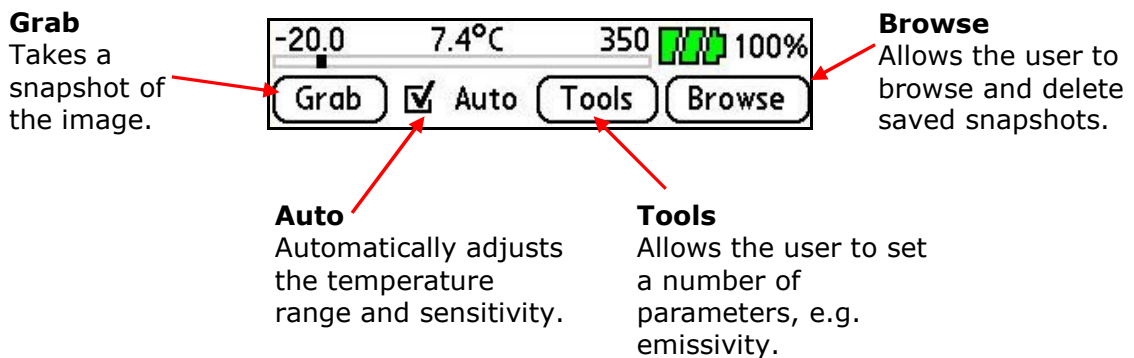 Grab
Takes a
snapshot of
the image.
-20.0 7.4°C 350 100%
Grab Auto Tools Browse
Browse
Allows the user to
browse and delete
saved snapshots.
Auto
Automatically adjusts
the temperature
range and sensitivity.
Tools
Allows the user to set
a number of
parameters, e.g.
emissivity.